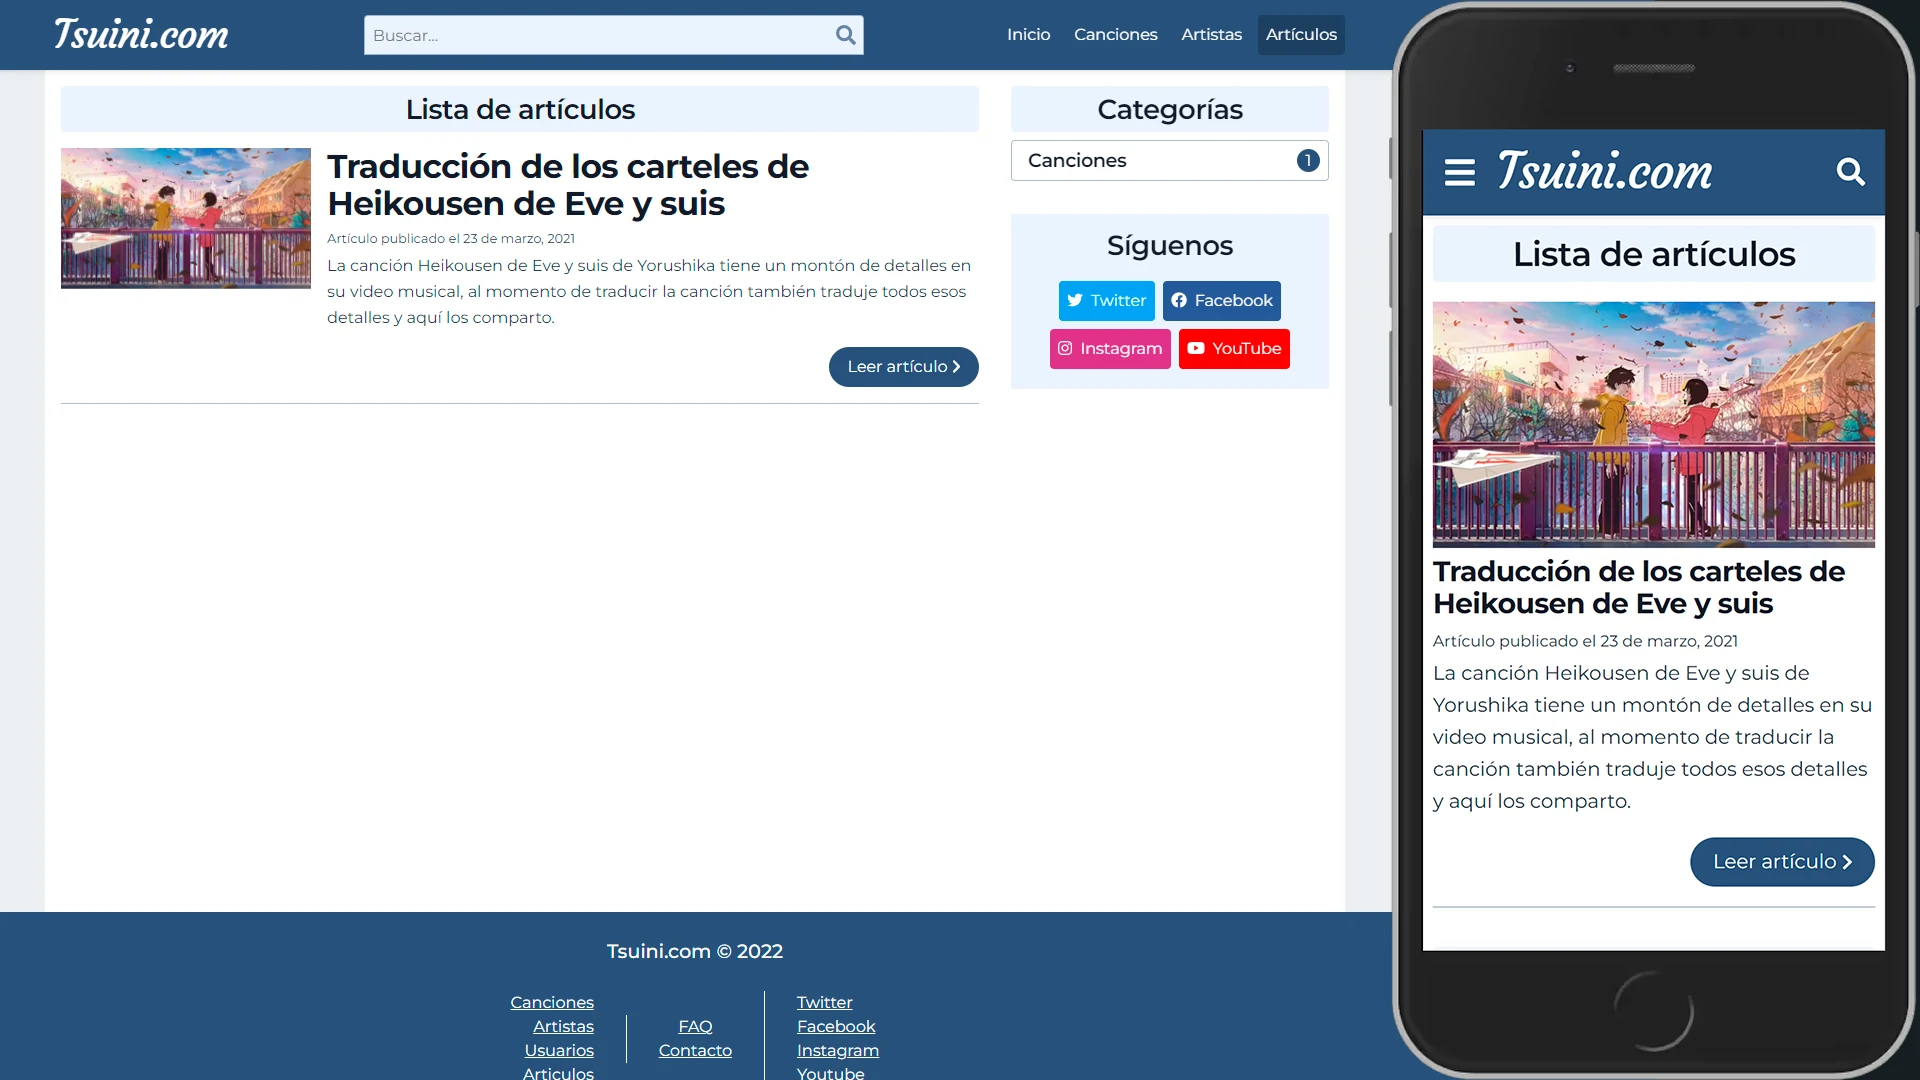 Tsuini.com
Buscar...
Inicio Canciones Artistas Artículos
Lista de artículos
Traducción de los carteles de
Heikousen de Eve y suis
Artículo publicado el 23 de marzo, 2021
La canción Heikousen de Eve y suis de Yorushika tiene un montón de detalles en
su video musical, al momento de traducir la canción también traduje todos esos
detalles y aquí los comparto.
Leer artículo
Categorías
Canciones 1
Síguenos
Twitter Facebook
Instagram YouTube
Tsuini.com © 2022
Canciones
Artistas
Usuarios
Articulos
FAQ
Contacto
Twitter
Facebook
Instagram
Youtube
Tsuini.com
Lista de artículos
Traducción de los carteles de
Heikousen de Eve y suis
Artículo publicado el 23 de marzo, 2021
La canción Heikousen de Eve y suis de
Yorushika tiene un montón de detalles en su
video musical, al momento de traducir la
canción también traduje todos esos detalles
y aquí los comparto.
Leer artículo